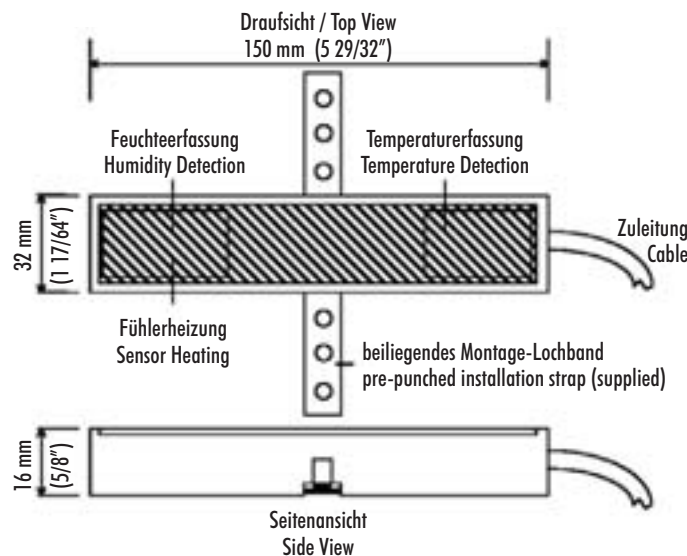 Draufsicht / Top View
150 mm (5 29/32″)
Feuchteerfassung
Humidity Detection
Temperaturerfassung
Temperature Detection
32 mm
(1 17/64″)
Zuleitung
Cable
Fühlerheizung
Sensor Heating
beiliegendes Montage-Lochband
pre-punched installation strap (supplied)
16 mm
(5/8″)
Seitenansicht
Side View